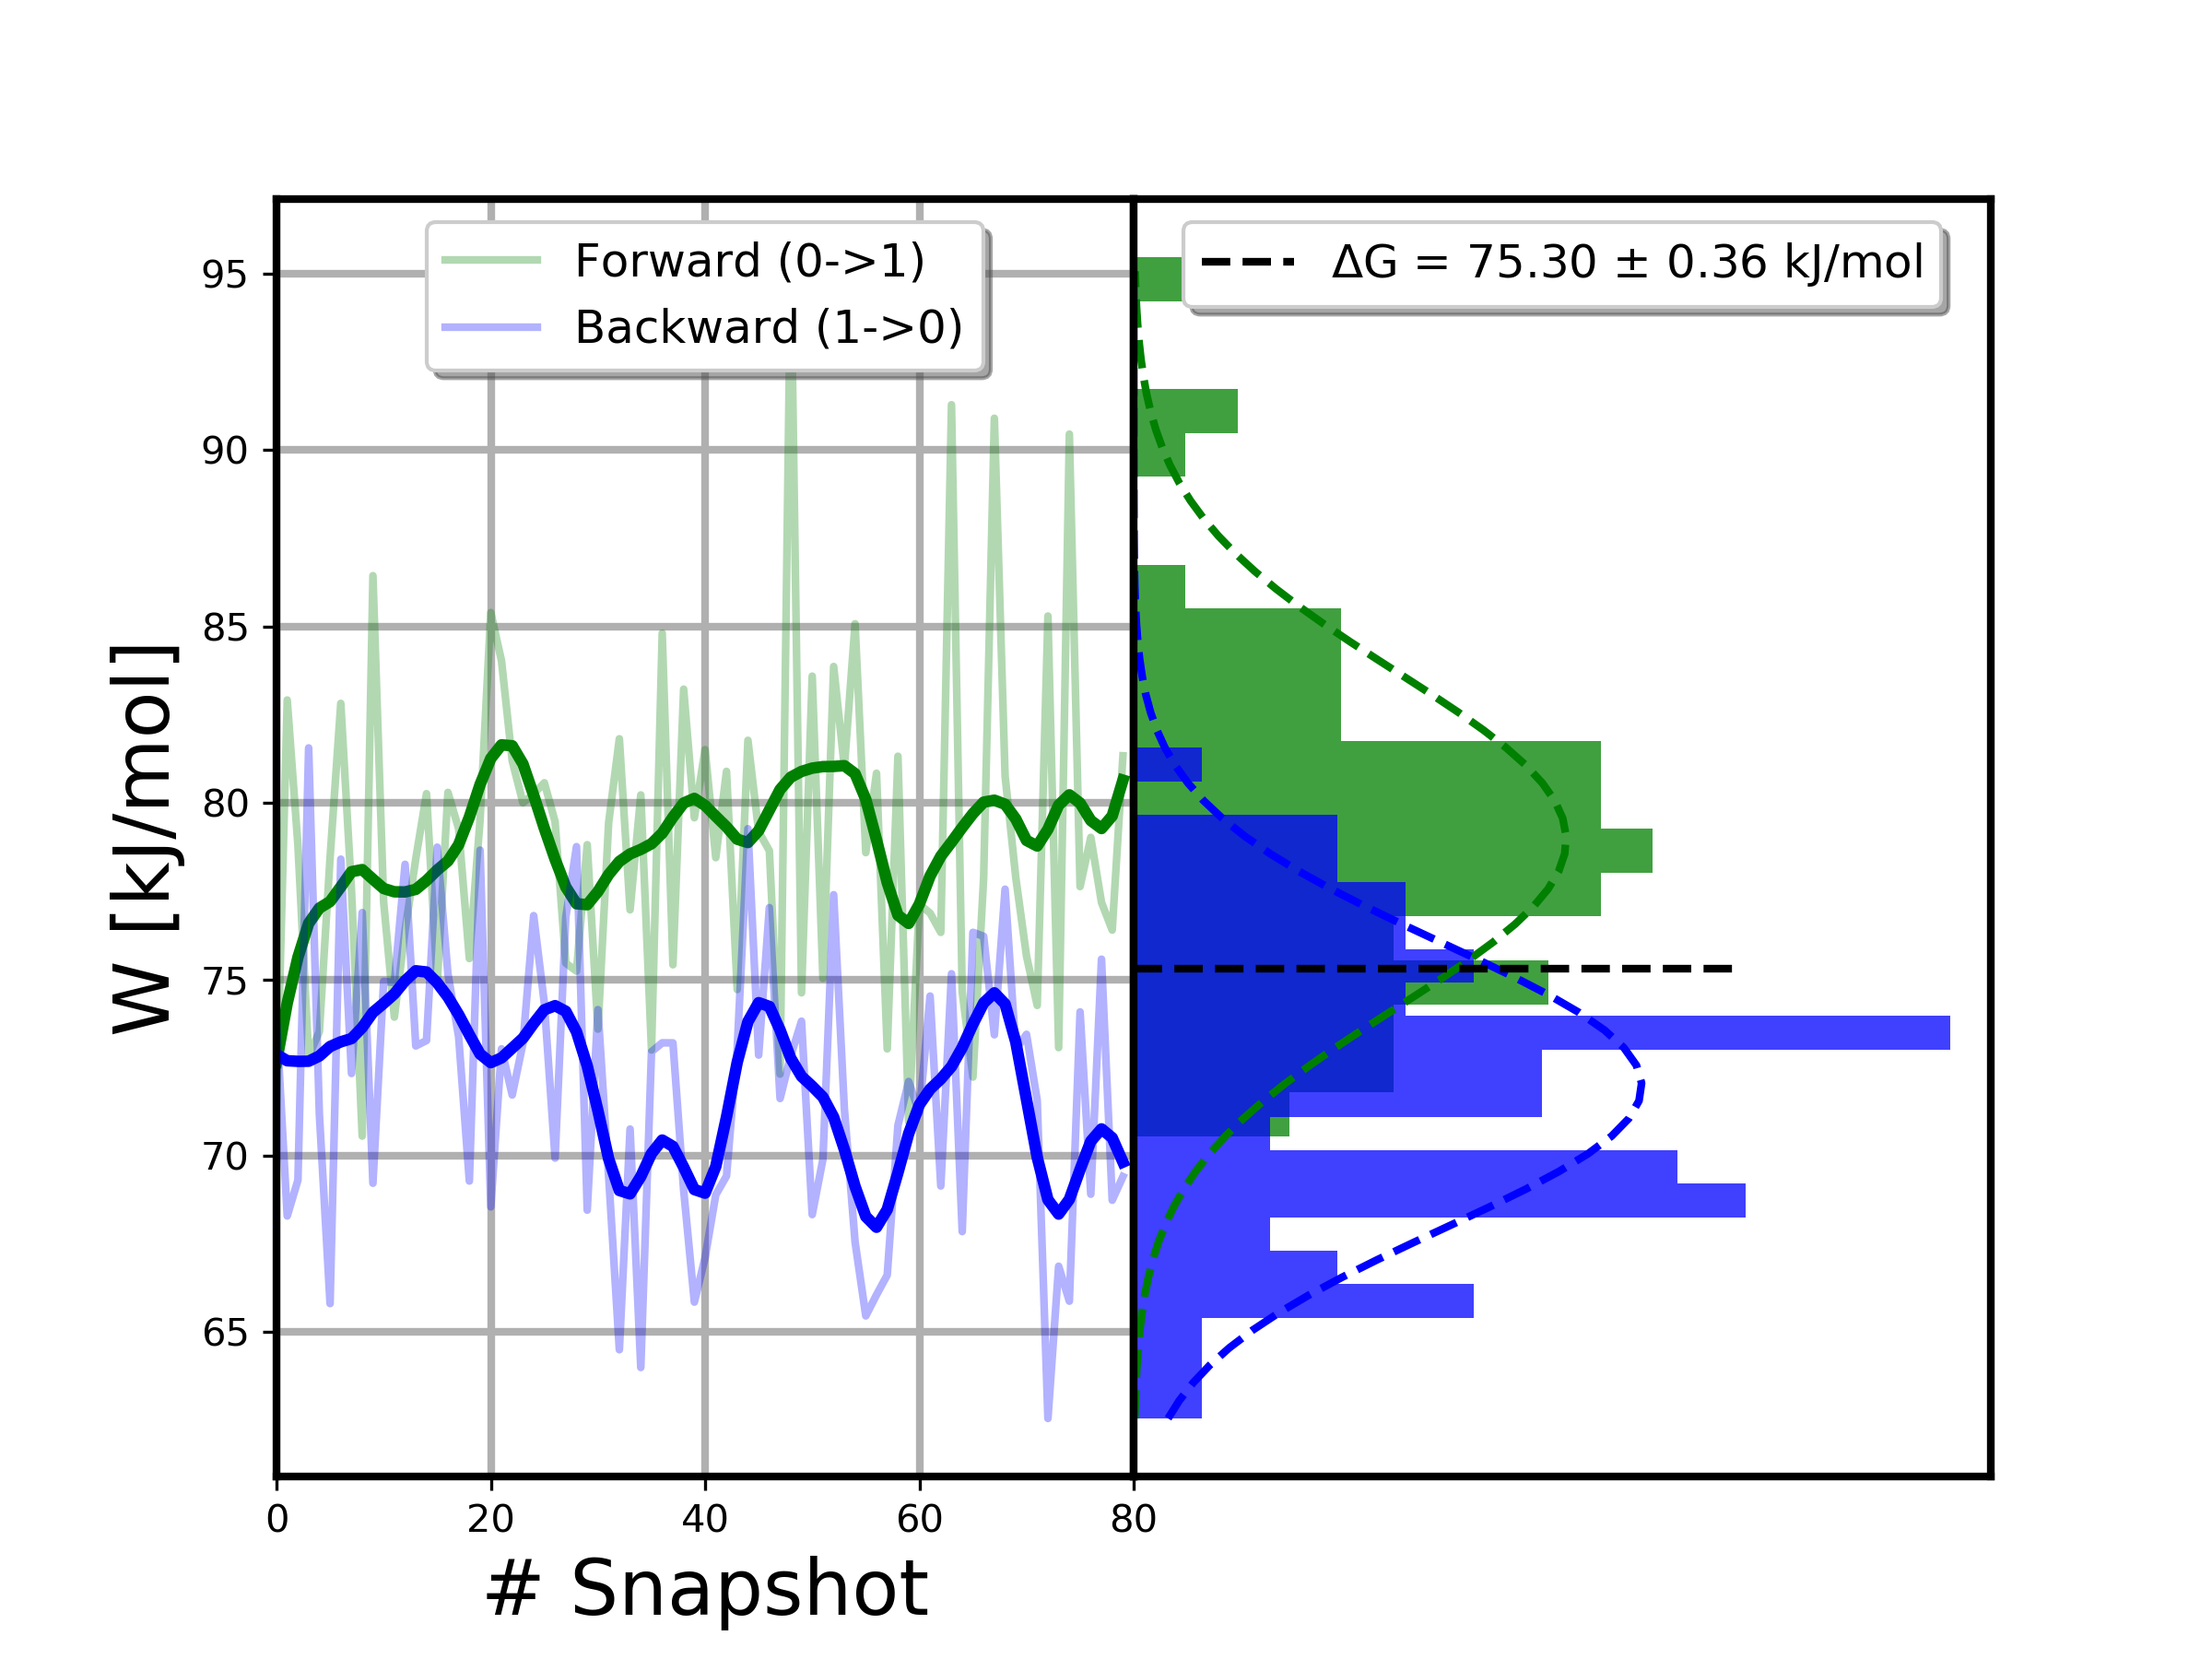 Forward (0->1)
Backward (1->0)
ΔG = 75.30 ± 0.36 kJ/mol
95
90
85
80
75
70
65
W [kJ/mol]
0 20 40 60 80
# Snapshot